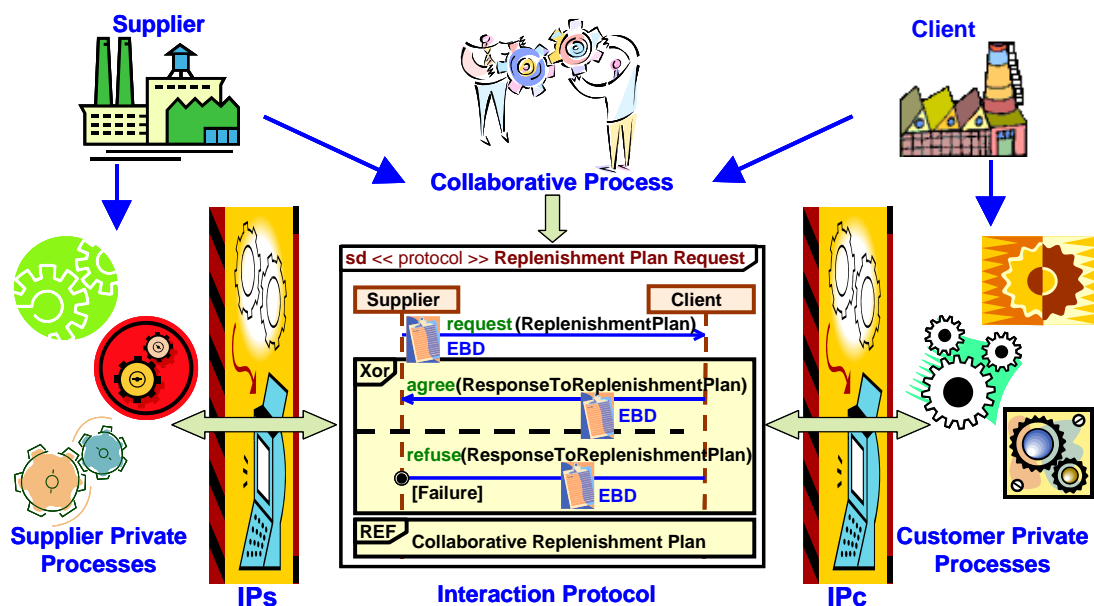 Supplier
Client
Collaborative Process
sd << protocol >> Replenishment Plan Request
Supplier
Client
request(ReplenishmentPlan)
EBD
Xor
agree(ResponseToReplenishmentPlan)
EBD
refuse(ResponseToReplenishmentPlan)
[Failure]
EBD
REF
Collaborative Replenishment Plan
Supplier Private
Processes
Customer Private
Processes
IPs
Interaction Protocol
IPc